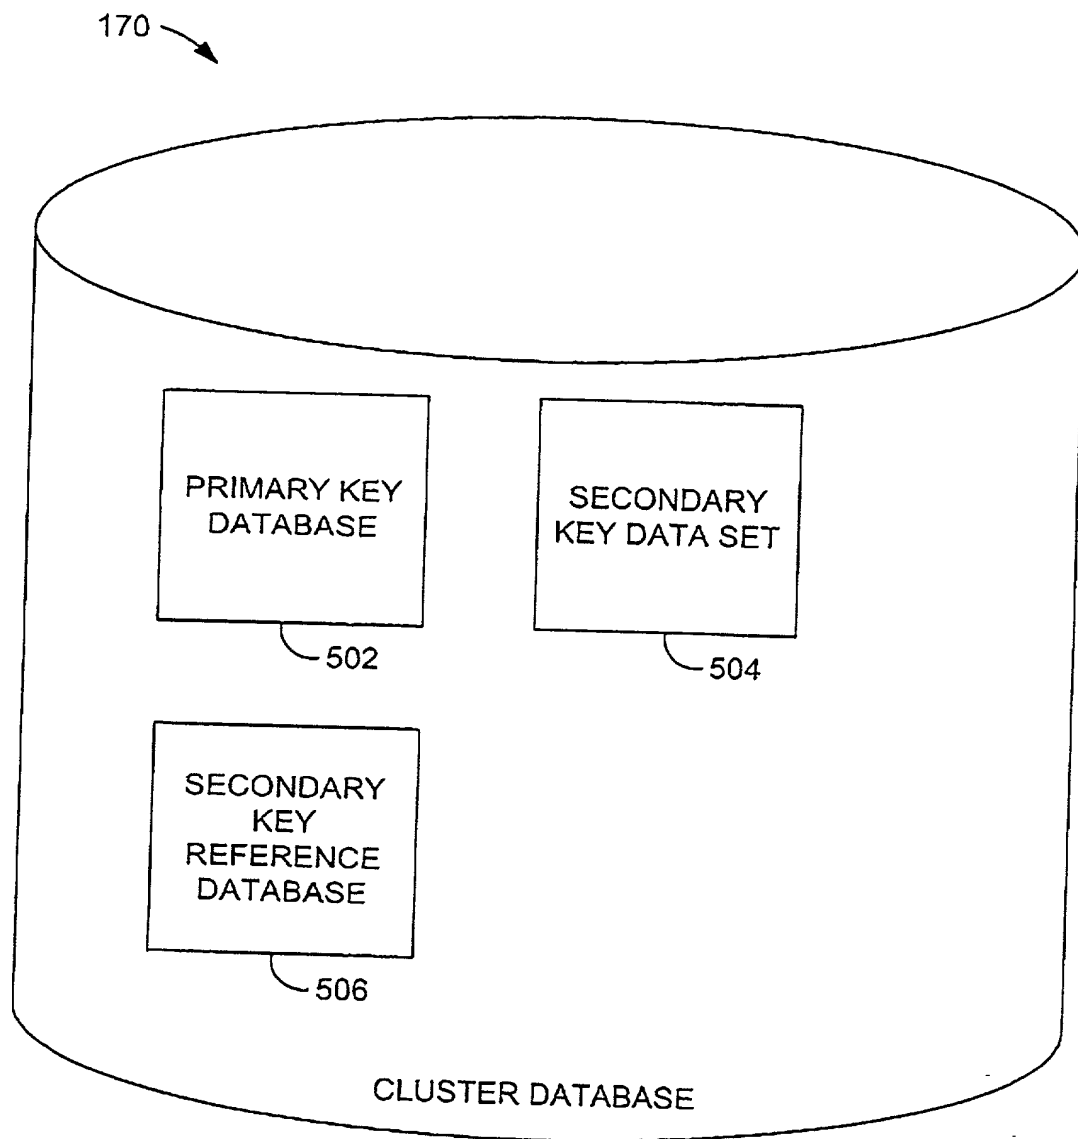 170
PRIMARY KEY
DATABASE
502
SECONDARY
KEY DATA SET
504
SECONDARY
KEY
REFERENCE
DATABASE
506
CLUSTER DATABASE